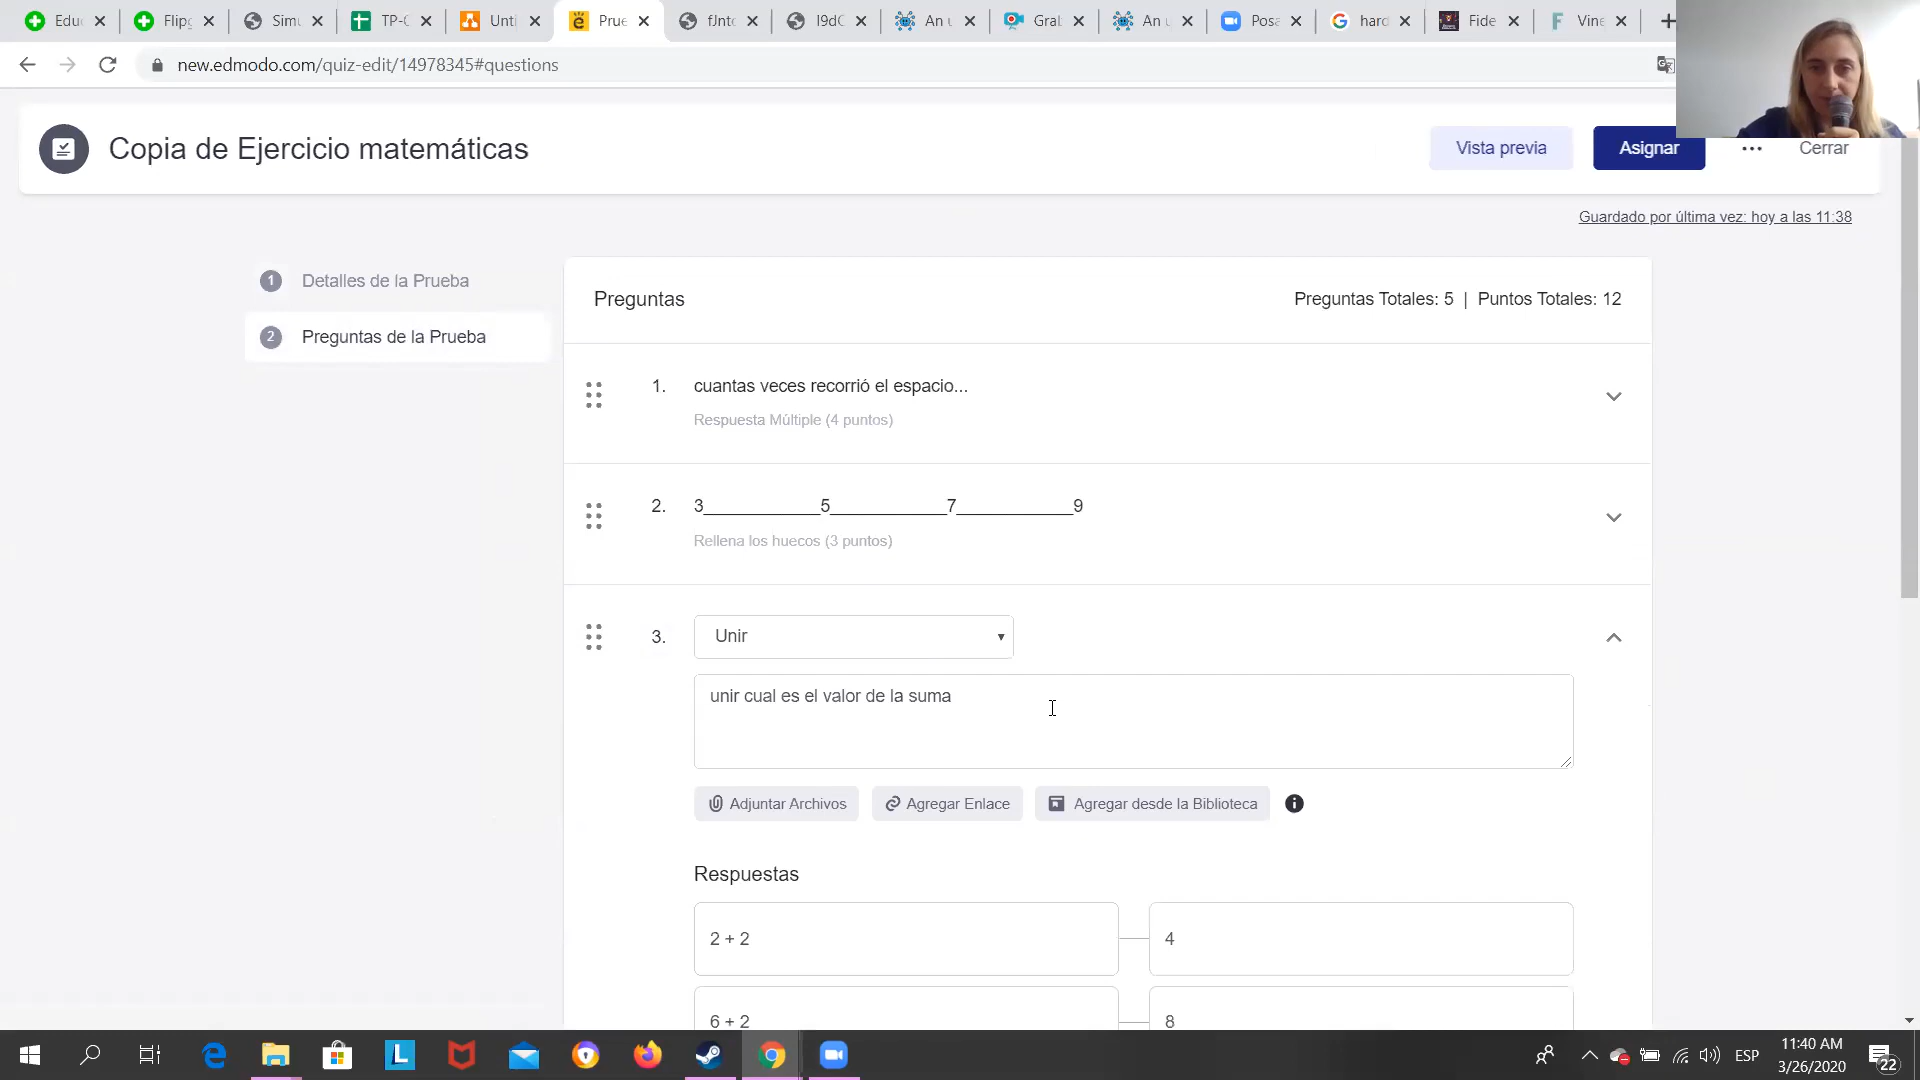 Edu
Flipg
Simu
TP-C
Unti
Prue
fJnto
l9dC
An u
Grab
An u
Posa
hard
Fide
Vine
new.edmodo.com/quiz-edit/14978345#questions
Copia de Ejercicio matemáticas
Vista previa
Asignar
Cerrar
Guardado por última vez: hoy a las 11:38
1 Detalles de la Prueba
2 Preguntas de la Prueba
Preguntas
Preguntas Totales: 5 | Puntos Totales: 12
1. cuantas veces recorrió el espacio...
Respuesta Múltiple (4 puntos)
2. 3____________5____________7____________9
Rellena los huecos (3 puntos)
3. Unir
unir cual es el valor de la suma
Adjuntar Archivos
Agregar Enlace
Agregar desde la Biblioteca
Respuestas
2 + 2
4
6 + 2
8
ESP
11:40 AM
3/26/2020
22